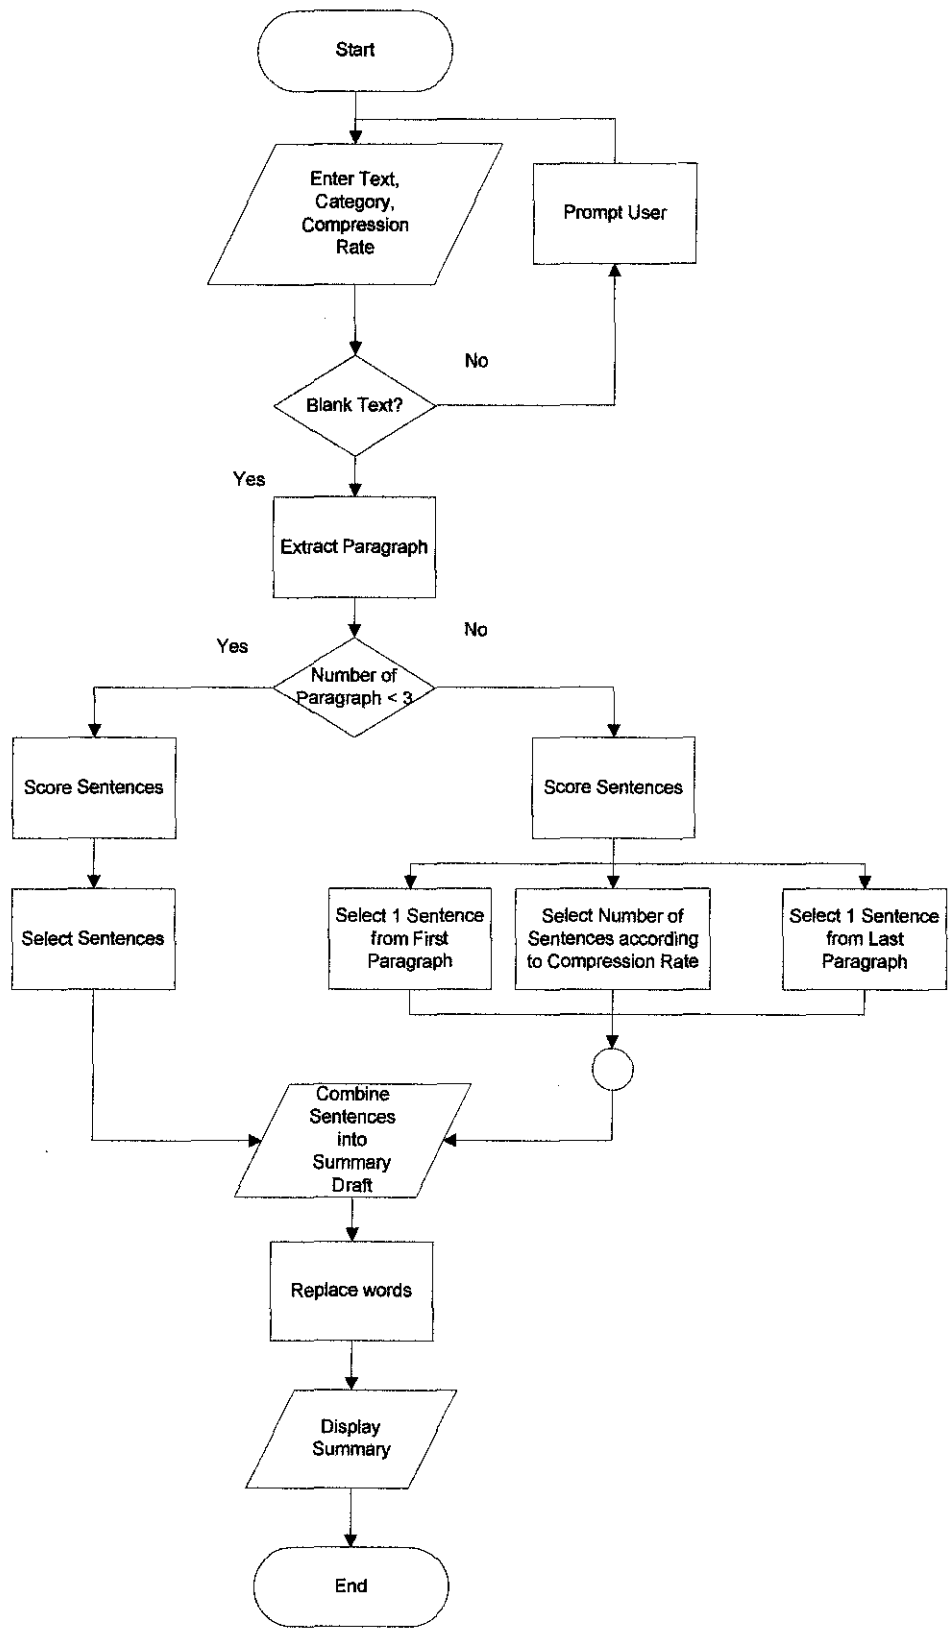 Start
Enter Text,
Category,
Compression
Rate
Prompt User
No
Blank Text?
Yes
Extract Paragraph
Yes
No
Number of
Paragraph < 3
Score Sentences
Score Sentences
Select Sentences
Select 1 Sentence
from First
Paragraph
Select Number of
Sentences according
to Compression Rate
Select 1 Sentence
from Last
Paragraph
Combine
Sentences
into
Summary
Draft
Replace words
Display
Summary
End